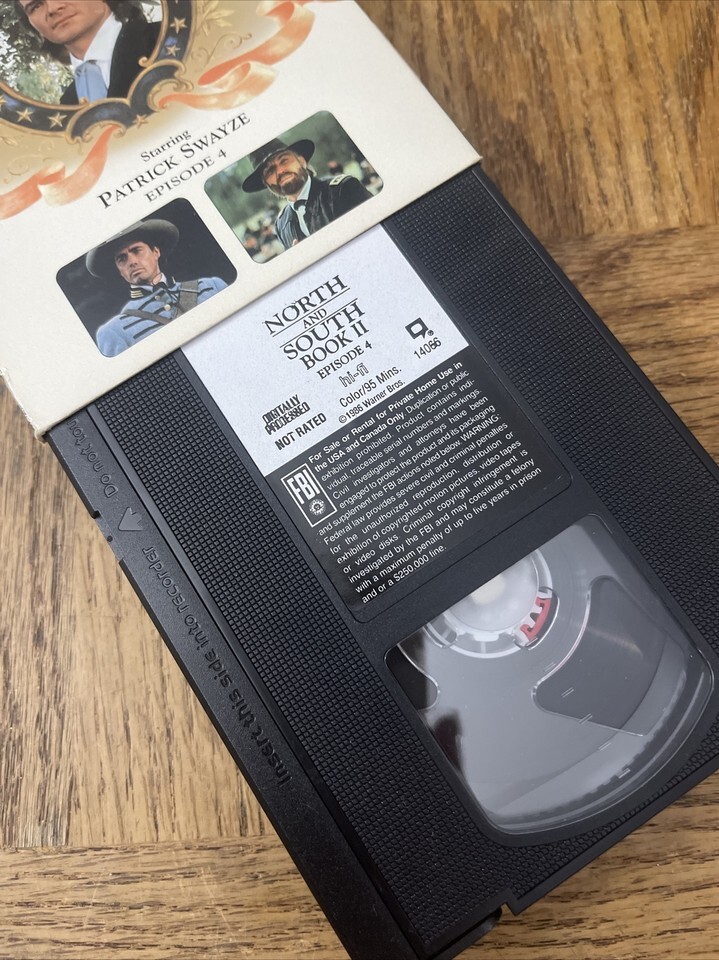 Starring
PATRICK SWAYZE
EPISODE 4
NORTH
AND
SOUTH
BOOK II
EPISODE 4
hi-fi
DIGITALLY
PROCESSED
NOT RATED
Color/95 Mins.
©1986 Warner Bros.
14066
For Sale or Rental for Private Home Use in
the USA and Canada Only. Duplication or public
exhibition prohibited. Product contains indi-
vidual, traceable serial numbers and markings.
Civil investigators and attorneys have been
engaged to protect the product and its packaging
and supplement the FBI actions noted below. WARNING:
Federal law provides severe civil and criminal penalties
for the unauthorized reproduction, distribution or
exhibition of copyrighted motion pictures, video tapes
or video disks. Criminal copyright infringement is
investigated by the FBI and may constitute a felony
with a maximum penalty of up to five years in prison
and or a $250,000 fine.
FBI
Do not tou
Insert this side into recorder